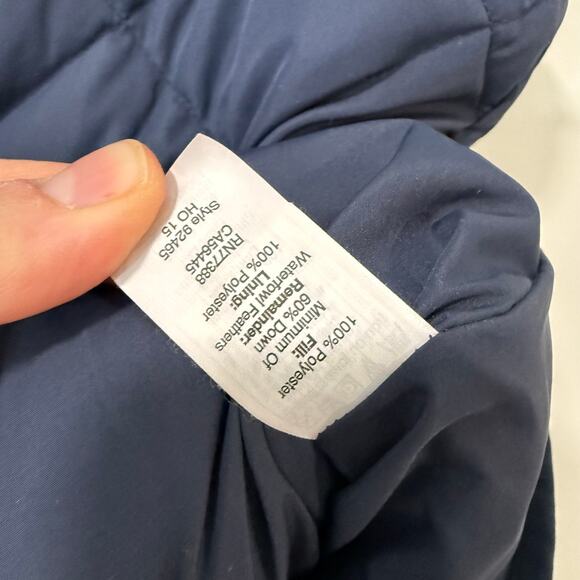 100% Polyester
Fill:
Minimum Of
60% Down
Remainder:
Waterfowl Feathers
Lining:
100% Polyester
RN77388
CA56445
Style 92465
HO 15